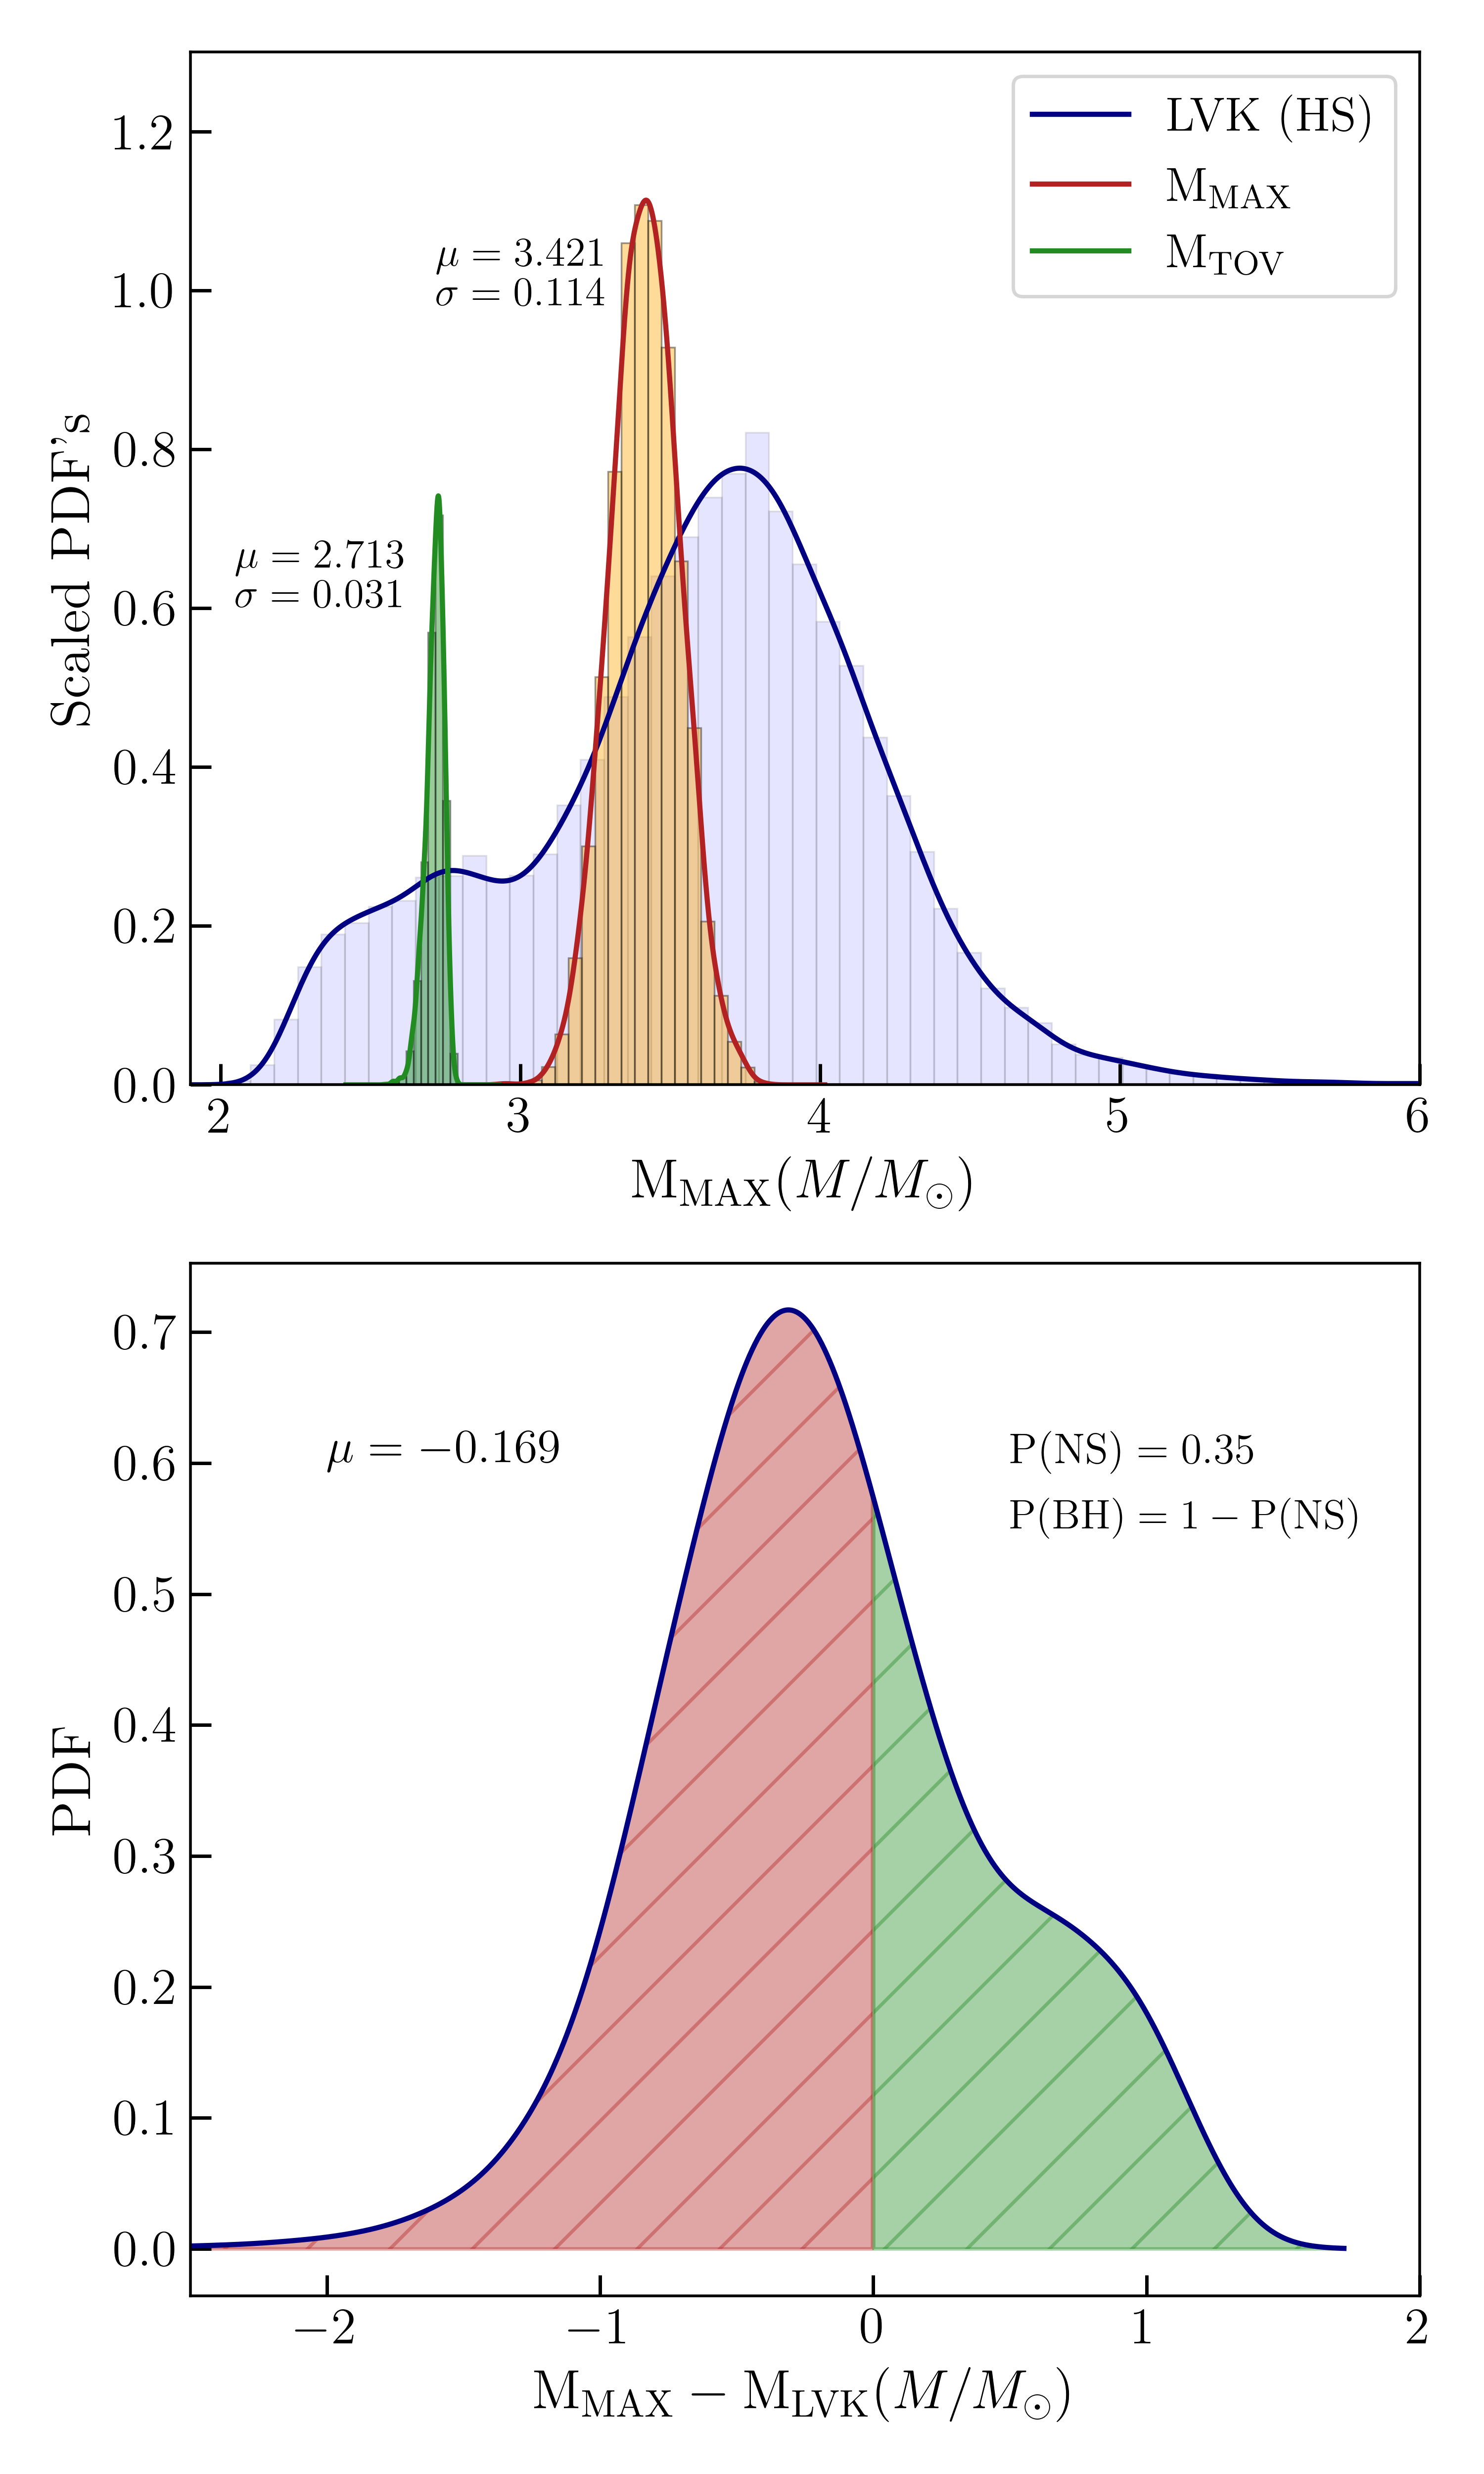 LVK (HS)
M_MAX
M_TOV
μ = 3.421
σ = 0.114
μ = 2.713
σ = 0.031
Scaled PDF's
1.2
1.0
0.8
0.6
0.4
0.2
0.0
2 3 4 5 6
M_MAX(M/M_⊙)
μ = −0.169
P(NS) = 0.35
P(BH) = 1 − P(NS)
PDF
0.7
0.6
0.5
0.4
0.3
0.2
0.1
0.0
−2 −1 0 1 2
M_MAX − M_LVK(M/M_⊙)